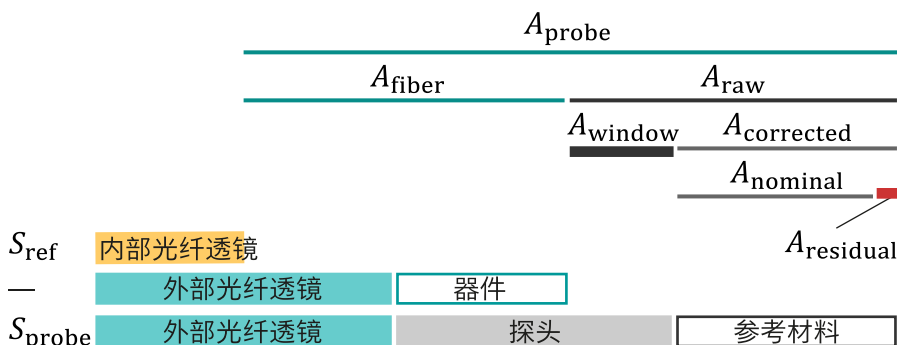 A_probe
A_fiber A_raw
A_window A_corrected
A_nominal
A_residual
S_ref 内部光纤透镜
— 外部光纤透镜 器件
S_probe 外部光纤透镜 探头 参考材料